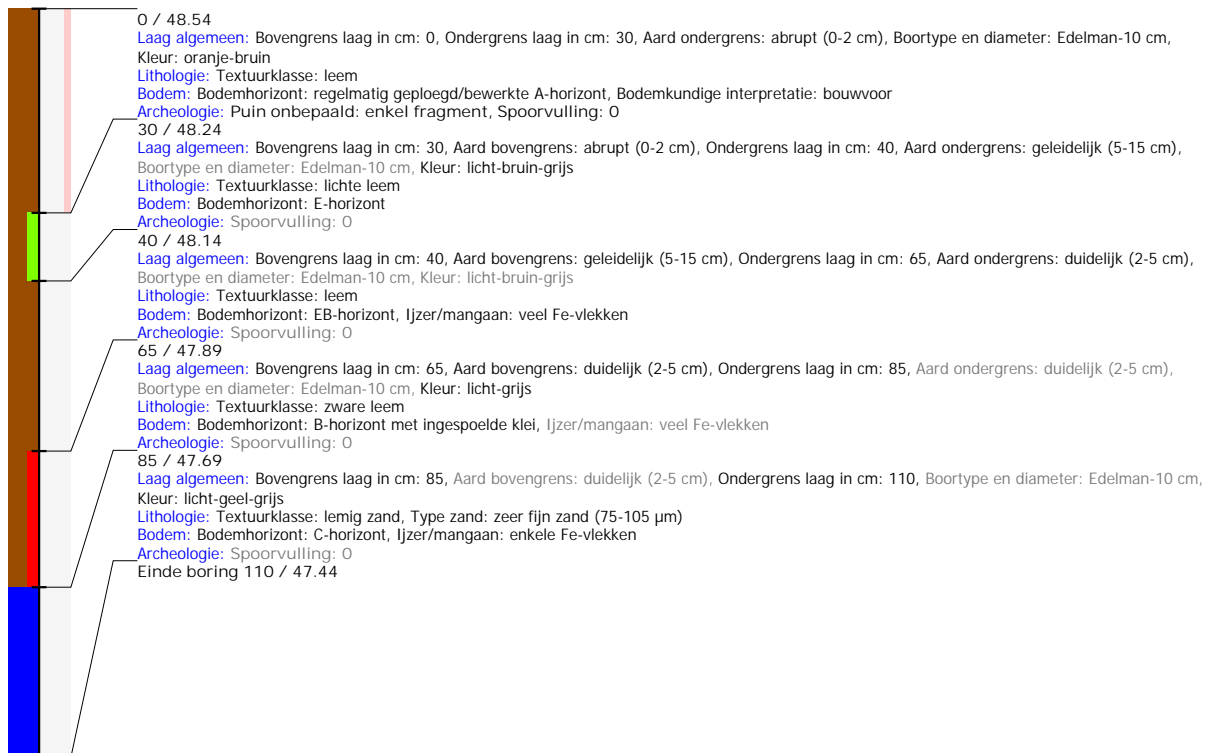 0 / 48.54
Laag algemeen: Bovengrens laag in cm: 0, Ondergrens laag in cm: 30, Aard ondergrens: abrupt (0-2 cm), Boortype en diameter: Edelman-10 cm,
Kleur: oranje-bruin
Lithologie: Textuurklasse: leem
Bodem: Bodemhorizont: regelmatig geploegd/bewerkte A-horizont, Bodemkundige interpretatie: bouwvoor
Archeologie: Puin onbepaald: enkel fragment, Spoorvulling: 0
30 / 48.24
Laag algemeen: Bovengrens laag in cm: 30, Aard bovengrens: abrupt (0-2 cm), Ondergrens laag in cm: 40, Aard ondergrens: geleidelijk (5-15 cm),
Boortype en diameter: Edelman-10 cm, Kleur: licht-bruin-grijs
Lithologie: Textuurklasse: lichte leem
Bodem: Bodemhorizont: E-horizont
Archeologie: Spoorvulling: 0
40 / 48.14
Laag algemeen: Bovengrens laag in cm: 40, Aard bovengrens: geleidelijk (5-15 cm), Ondergrens laag in cm: 65, Aard ondergrens: duidelijk (2-5 cm),
Boortype en diameter: Edelman-10 cm, Kleur: licht-bruin-grijs
Lithologie: Textuurklasse: leem
Bodem: Bodemhorizont: EB-horizont, Ijzer/mangaan: veel Fe-vlekken
Archeologie: Spoorvulling: 0
65 / 47.89
Laag algemeen: Bovengrens laag in cm: 65, Aard bovengrens: duidelijk (2-5 cm), Ondergrens laag in cm: 85, Aard ondergrens: duidelijk (2-5 cm),
Boortype en diameter: Edelman-10 cm, Kleur: licht-grijs
Lithologie: Textuurklasse: zware leem
Bodem: Bodemhorizont: B-horizont met ingespoelde klei, Ijzer/mangaan: veel Fe-vlekken
Archeologie: Spoorvulling: 0
85 / 47.69
Laag algemeen: Bovengrens laag in cm: 85, Aard bovengrens: duidelijk (2-5 cm), Ondergrens laag in cm: 110, Boortype en diameter: Edelman-10 cm,
Kleur: licht-geel-grijs
Lithologie: Textuurklasse: lemig zand, Type zand: zeer fijn zand (75-105 µm)
Bodem: Bodemhorizont: C-horizont, Ijzer/mangaan: enkele Fe-vlekken
Archeologie: Spoorvulling: 0
Einde boring 110 / 47.44